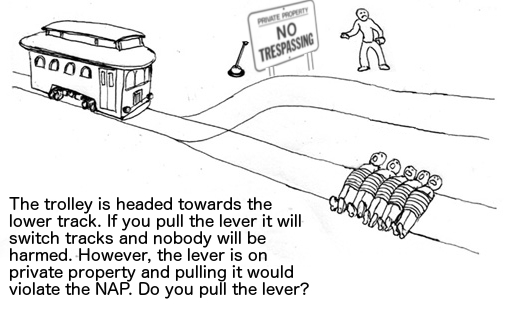 PRIVATE PROPERTY
NO
TRESPASSING
The trolley is headed towards the
lower track. If you pull the lever it will
switch tracks and nobody will be
harmed. However, the lever is on
private property and pulling it would
violate the NAP. Do you pull the lever?